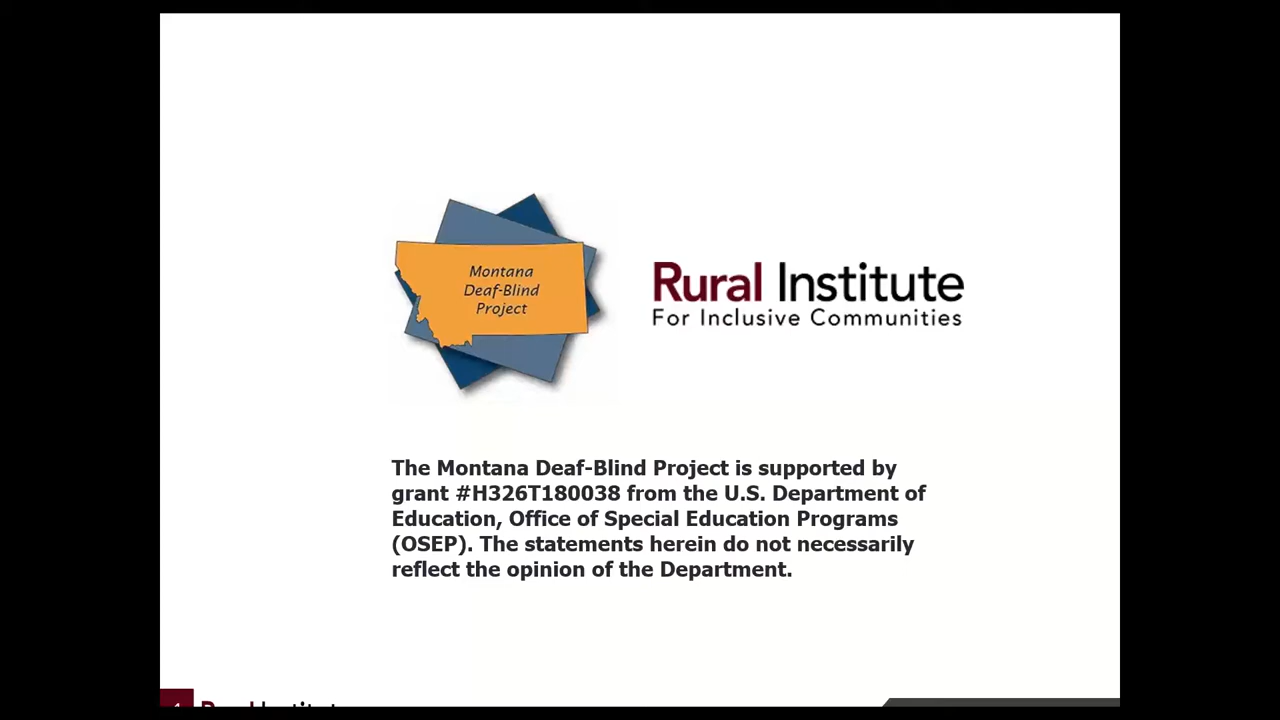 Montana
Deaf-Blind
Project
Rural Institute
For Inclusive Communities
The Montana Deaf-Blind Project is supported by
grant #H326T180038 from the U.S. Department of
Education, Office of Special Education Programs
(OSEP). The statements herein do not necessarily
reflect the opinion of the Department.
Rural Institute